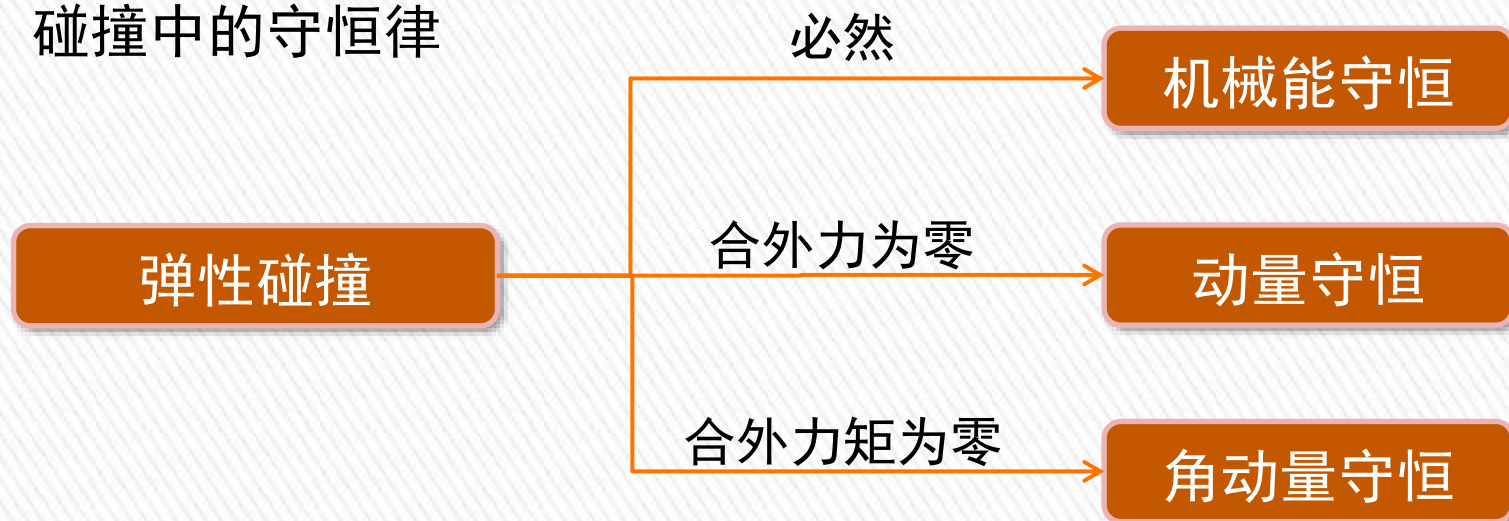 碰撞中的守恒律
必然
机械能守恒
弹性碰撞
合外力为零
动量守恒
合外力矩为零
角动量守恒